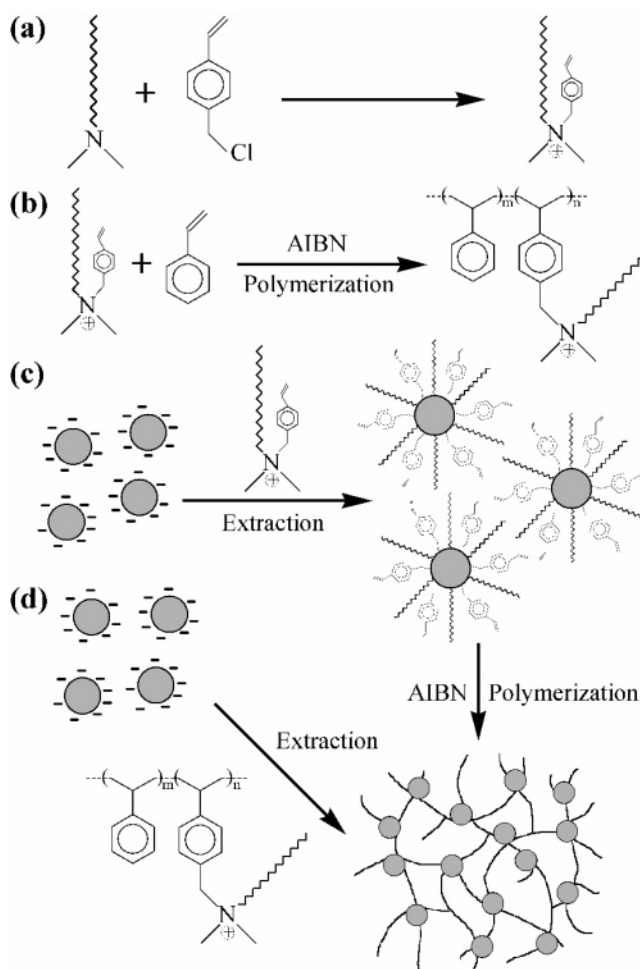 (a)
+
N
+
Cl
N
+
(b)
N
+
+
AIBN
Polymerization
m
n
N
+
(c)
N
+
Extraction
(d)
AIBN
Polymerization
Extraction
m
n
N
+